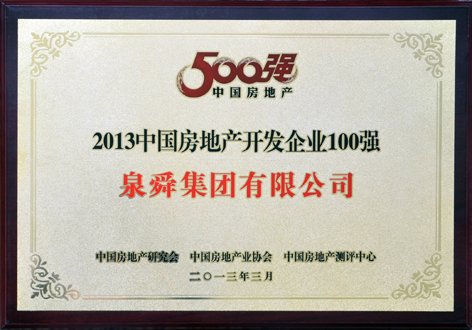 500强
中国房地产
2013中国房地产开发企业100强
泉舜集团有限公司
中国房地产研究会 中国房地产业协会 中国房地产测评中心
二〇一三年三月